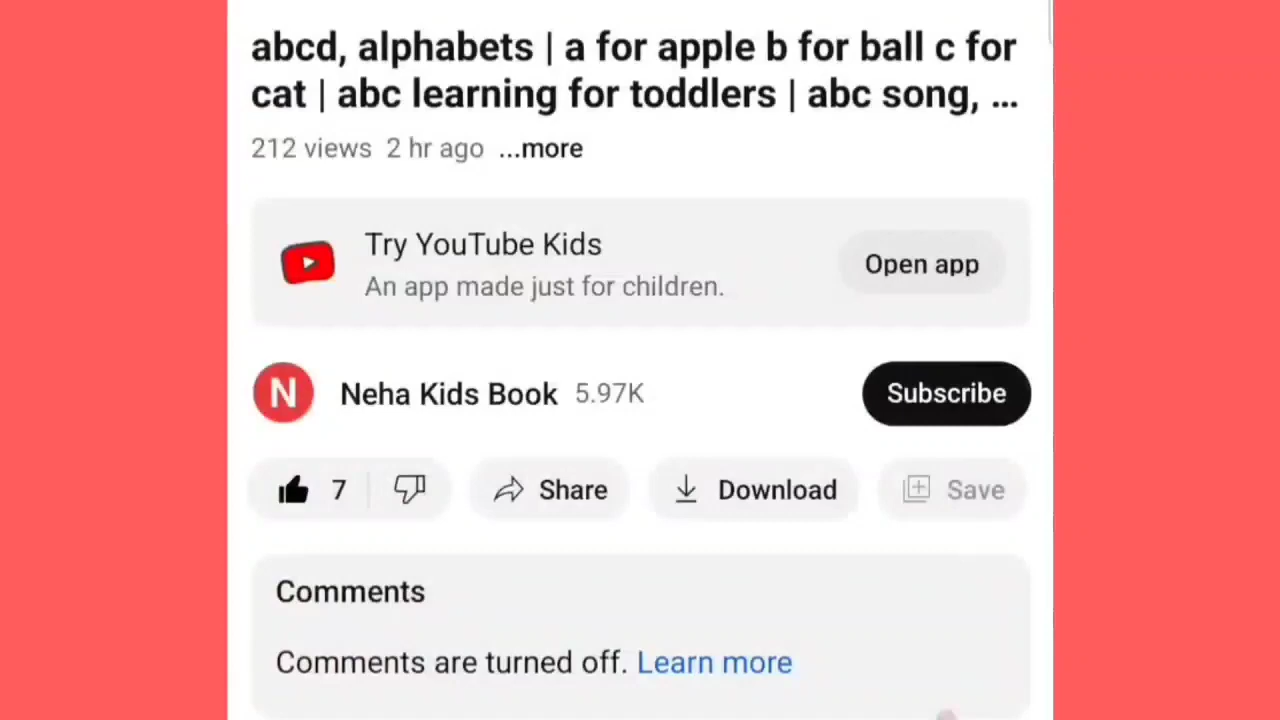 abcd, alphabets | a for apple b for ball c for
cat | abc learning for toddlers | abc song, ...
212 views 2 hr ago ...more
Try YouTube Kids
An app made just for children.
Open app
N Neha Kids Book 5.97K Subscribe
7 Share Download Save
Comments
Comments are turned off. Learn more